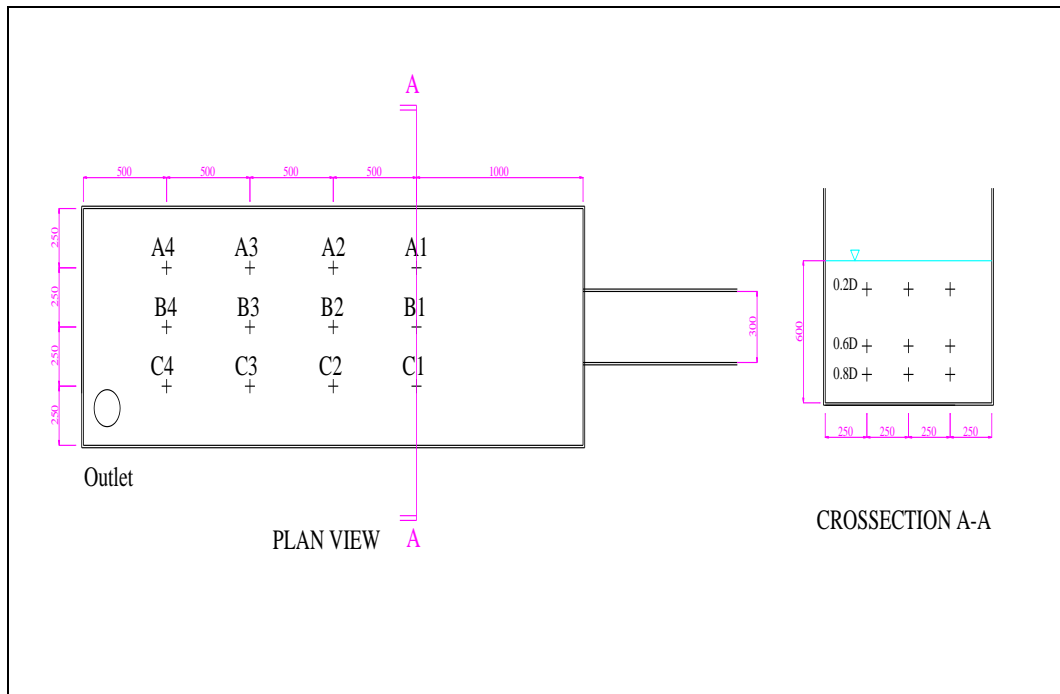 A
500 500 500 500 1000
250 250 250 250
A4 A3 A2 A1
B4 B3 B2 B1
C4 C3 C2 C1
300
Outlet
PLAN VIEW
A
600
0.2D
0.6D
0.8D
250 250 250 250
CROSSECTION A-A